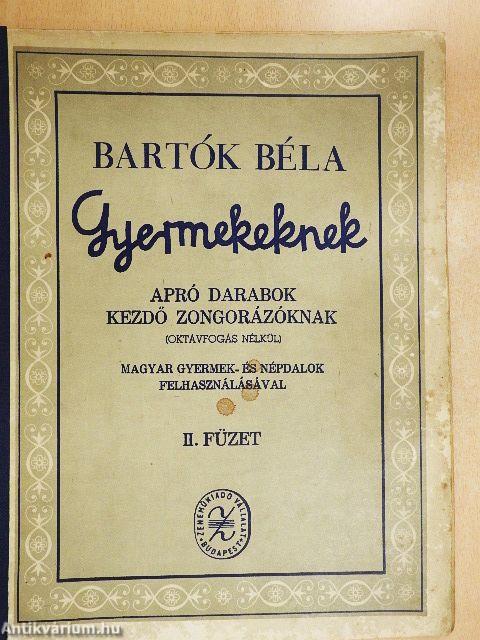 BARTÓK BÉLA
Gyermekeknek
APRÓ DARABOK
KEZDŐ ZONGORÁZÓKNAK
(OKTÁVFOGÁS NÉLKÜL)
MAGYAR GYERMEK- ÉS NÉPDALOK
FELHASZNÁLÁSÁVAL
II. FÜZET
ZENEMŰKIADÓ VÁLLALAT
Z
BUDAPEST
Antikvárium.hu